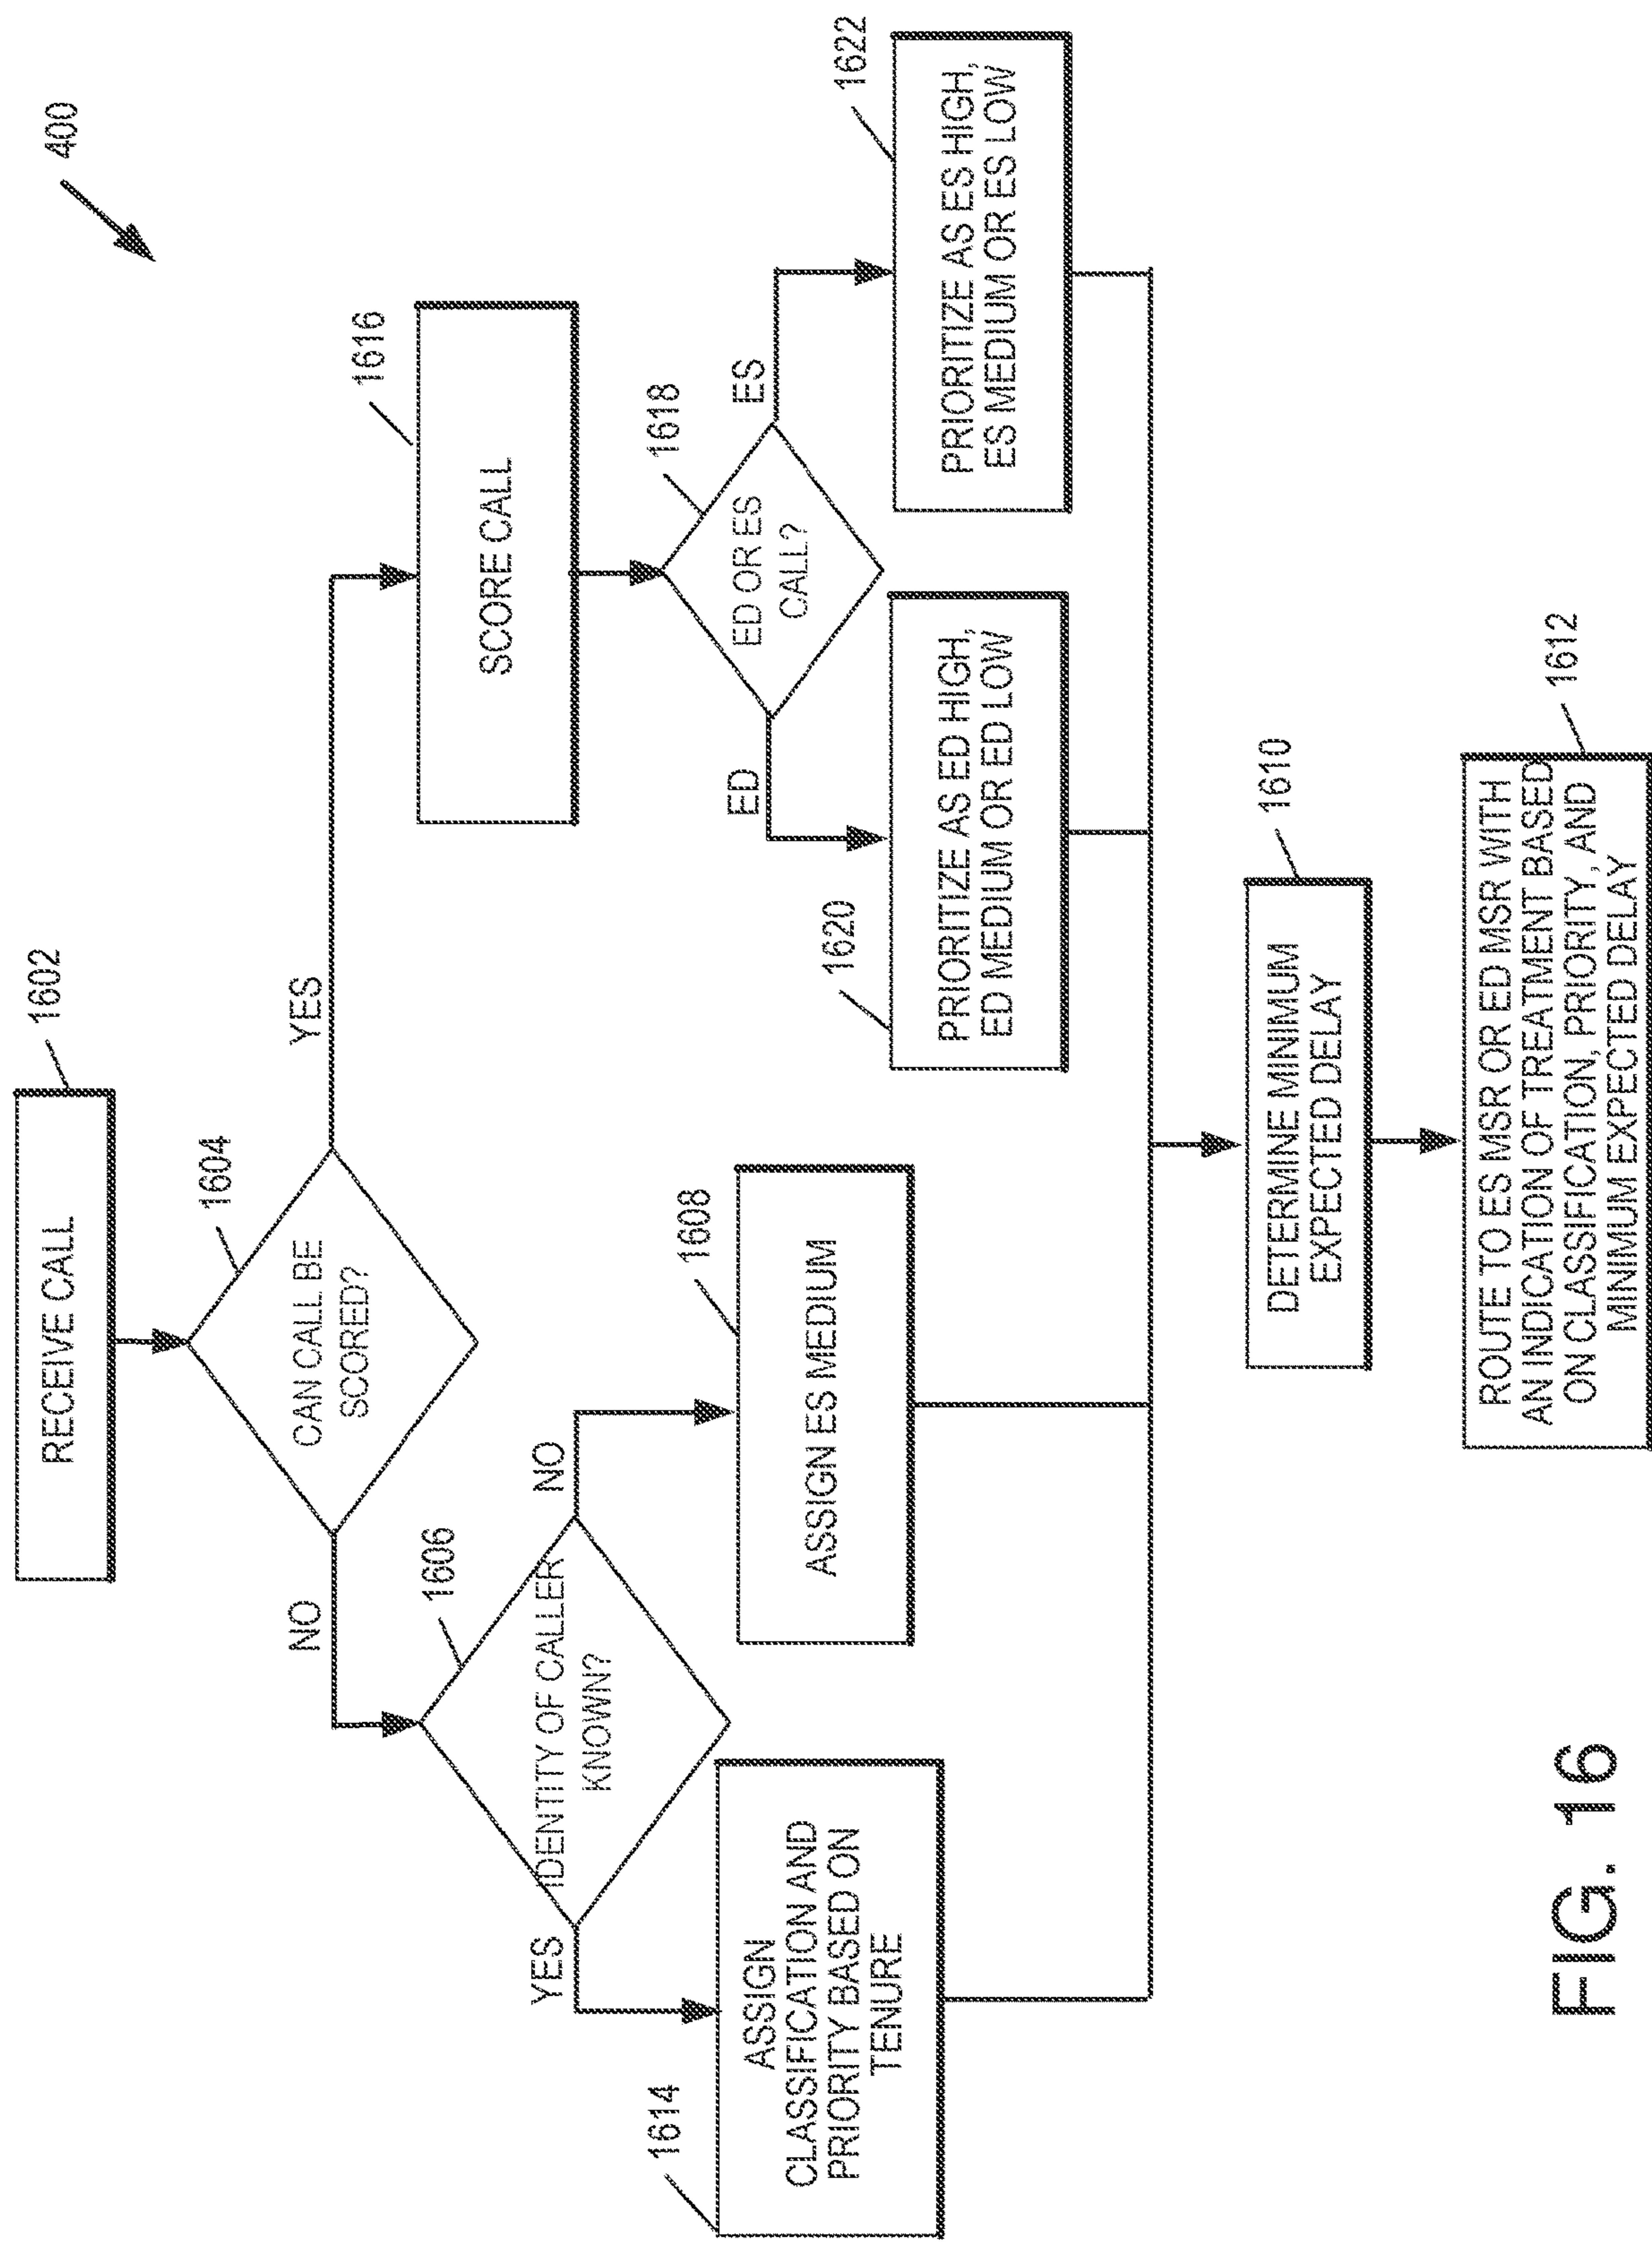 400
1602
RECEIVE CALL
1604
CAN CALL BE
SCORED?
NO
YES
1606
IDENTITY OF CALLER
KNOWN?
YES
NO
1616
SCORE CALL
1618
ED OR ES
CALL?
ED
ES
1614
ASSIGN
CLASSIFICATION AND
PRIORITY BASED ON
TENURE
1608
ASSIGN ES MEDIUM
1620
PRIORITIZE AS ED HIGH,
ED MEDIUM OR ED LOW
1622
PRIORITIZE AS ES HIGH,
ES MEDIUM OR ES LOW
1610
DETERMINE MINIMUM
EXPECTED DELAY
1612
ROUTE TO ES MSR OR ED MSR WITH
AN INDICATION OF TREATMENT BASED
ON CLASSIFICATION, PRIORITY, AND
MINIMUM EXPECTED DELAY
FIG. 16